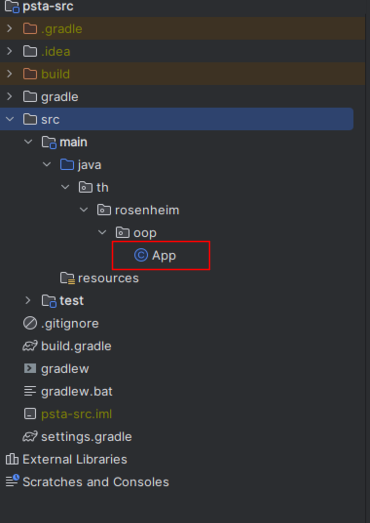 psta-src
.gradle
.idea
build
gradle
src
main
java
th
rosenheim
oop
C App
resources
test
.gitignore
build.gradle
gradlew
gradlew.bat
psta-src.iml
settings.gradle
External Libraries
Scratches and Consoles